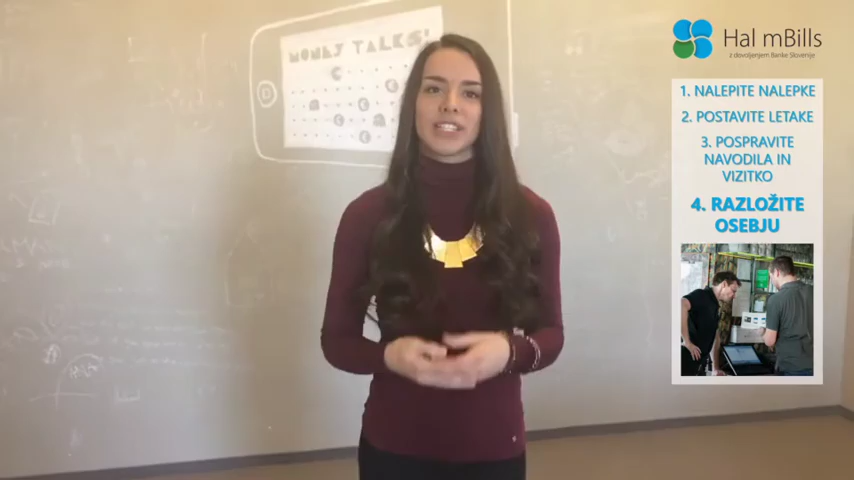 MONEY TALKS!
Hal mBills
z dovoljenjem Banke Slovenije
1. NALEPITE NALEPKE
2. POSTAVITE LETAKE
3. POSPRAVITE
NAVODILA IN
VIZITKO
4. RAZLOŽITE
OSEBJU